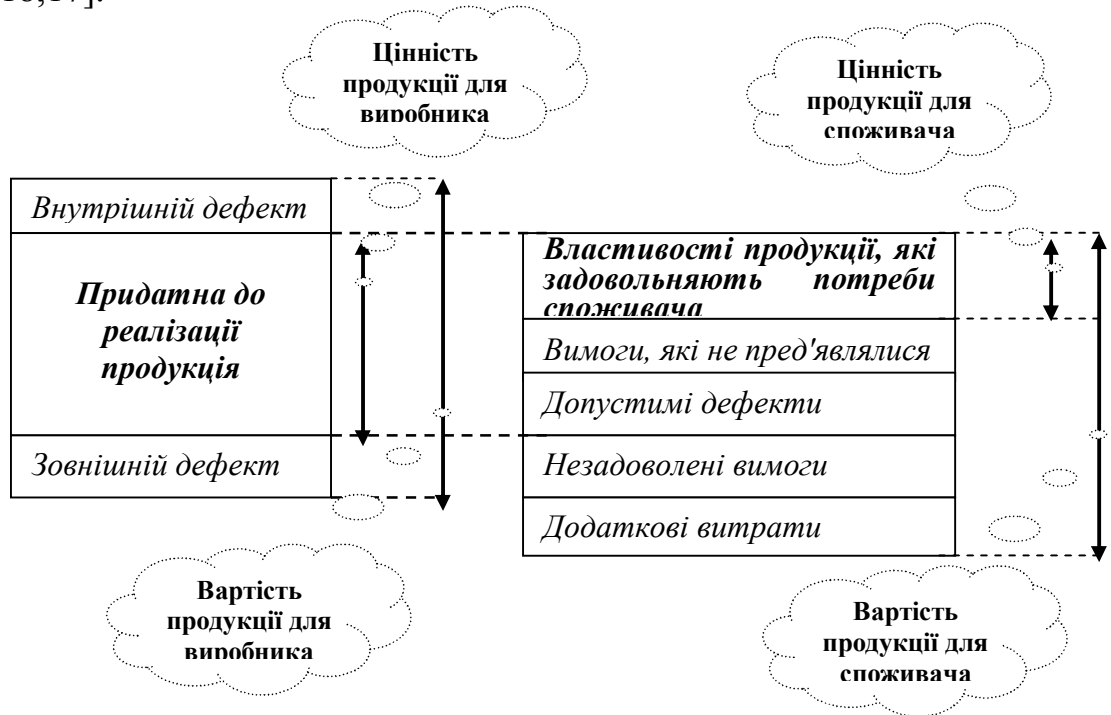 16,17].
Цінність
продукції для
виробника
Цінність
продукції для
споживача
Внутрішній дефект
Придатна до
реалізації
продукція
Зовнішній дефект
Властивості продукції, які
задовольняють потреби
споживача
Вимоги, які не пред'являлися
Допустимі дефекти
Незадоволені вимоги
Додаткові витрати
Вартість
продукції для
виробника
Вартість
продукції для
споживача